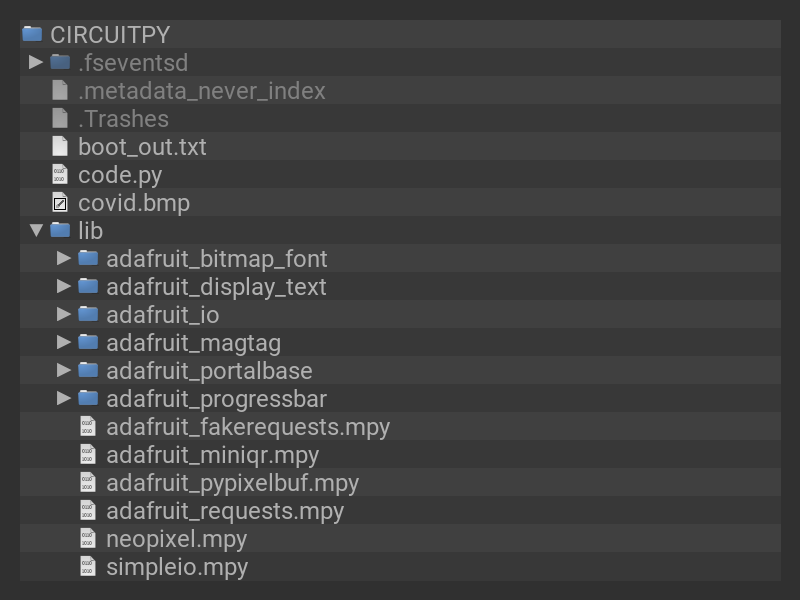 CIRCUITPY
.fseventsd
.metadata_never_index
.Trashes
boot_out.txt
code.py
covid.bmp
lib
adafruit_bitmap_font
adafruit_display_text
adafruit_io
adafruit_magtag
adafruit_portalbase
adafruit_progressbar
adafruit_fakerequests.mpy
adafruit_miniqr.mpy
adafruit_pypixelbuf.mpy
adafruit_requests.mpy
neopixel.mpy
simpleio.mpy